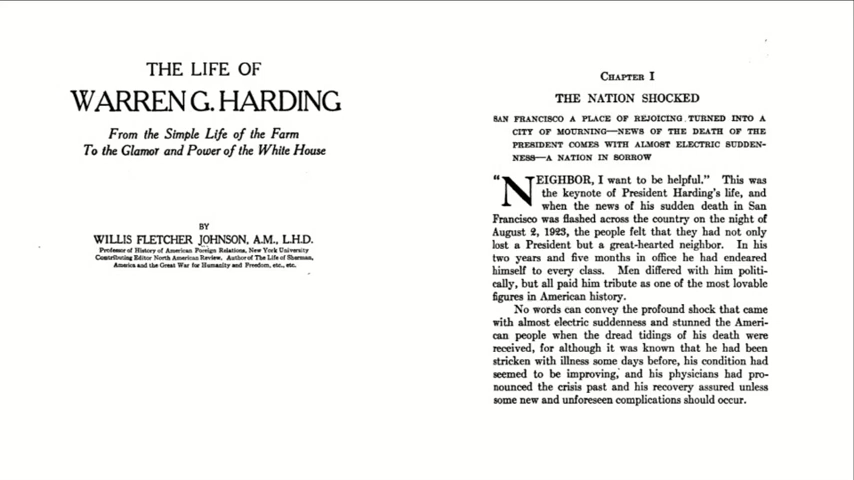 THE LIFE OF
WARREN G. HARDING
From the Simple Life of the Farm
To the Glamor and Power of the White House
BY
WILLIS FLETCHER JOHNSON, A.M., L.H.D.
Professor of History of American Foreign Relations, New York University
Contributing Editor North American Review. Author of The Life of Sherman,
America and the Great War for Humanity and Freedom, etc., etc.
CHAPTER I
THE NATION SHOCKED
SAN FRANCISCO A PLACE OF REJOICING TURNED INTO A
CITY OF MOURNING—NEWS OF THE DEATH OF THE
PRESIDENT COMES WITH ALMOST ELECTRIC SUDDEN-
NESS—A NATION IN SORROW
"NEIGHBOR, I want to be helpful." This was
the keynote of President Harding's life, and
when the news of his sudden death in San
Francisco was flashed across the country on the night of
August 2, 1923, the people felt that they had not only
lost a President but a great-hearted neighbor. In his
two years and five months in office he had endeared
himself to every class. Men differed with him politi-
cally, but all paid him tribute as one of the most lovable
figures in American history.
No words can convey the profound shock that came
with almost electric suddenness and stunned the Ameri-
can people when the dread tidings of his death were
received, for although it was known that he had been
stricken with illness some days before, his condition had
seemed to be improving, and his physicians had pro-
nounced the crisis past and his recovery assured unless
some new and unforeseen complications should occur.